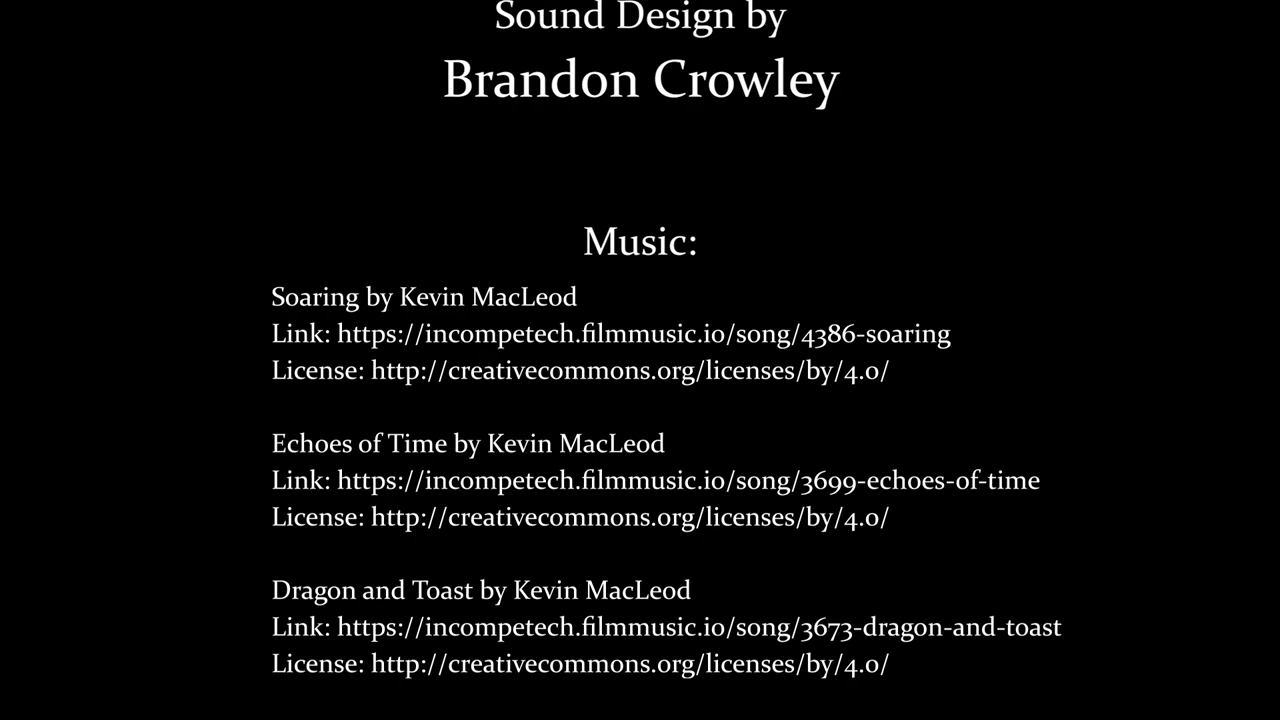 Sound Design by
Brandon Crowley
Music:
Soaring by Kevin MacLeod
Link: https://incompetech.filmmusic.io/song/4386-soaring
License: http://creativecommons.org/licenses/by/4.0/
Echoes of Time by Kevin MacLeod
Link: https://incompetech.filmmusic.io/song/3699-echoes-of-time
License: http://creativecommons.org/licenses/by/4.0/
Dragon and Toast by Kevin MacLeod
Link: https://incompetech.filmmusic.io/song/3673-dragon-and-toast
License: http://creativecommons.org/licenses/by/4.0/